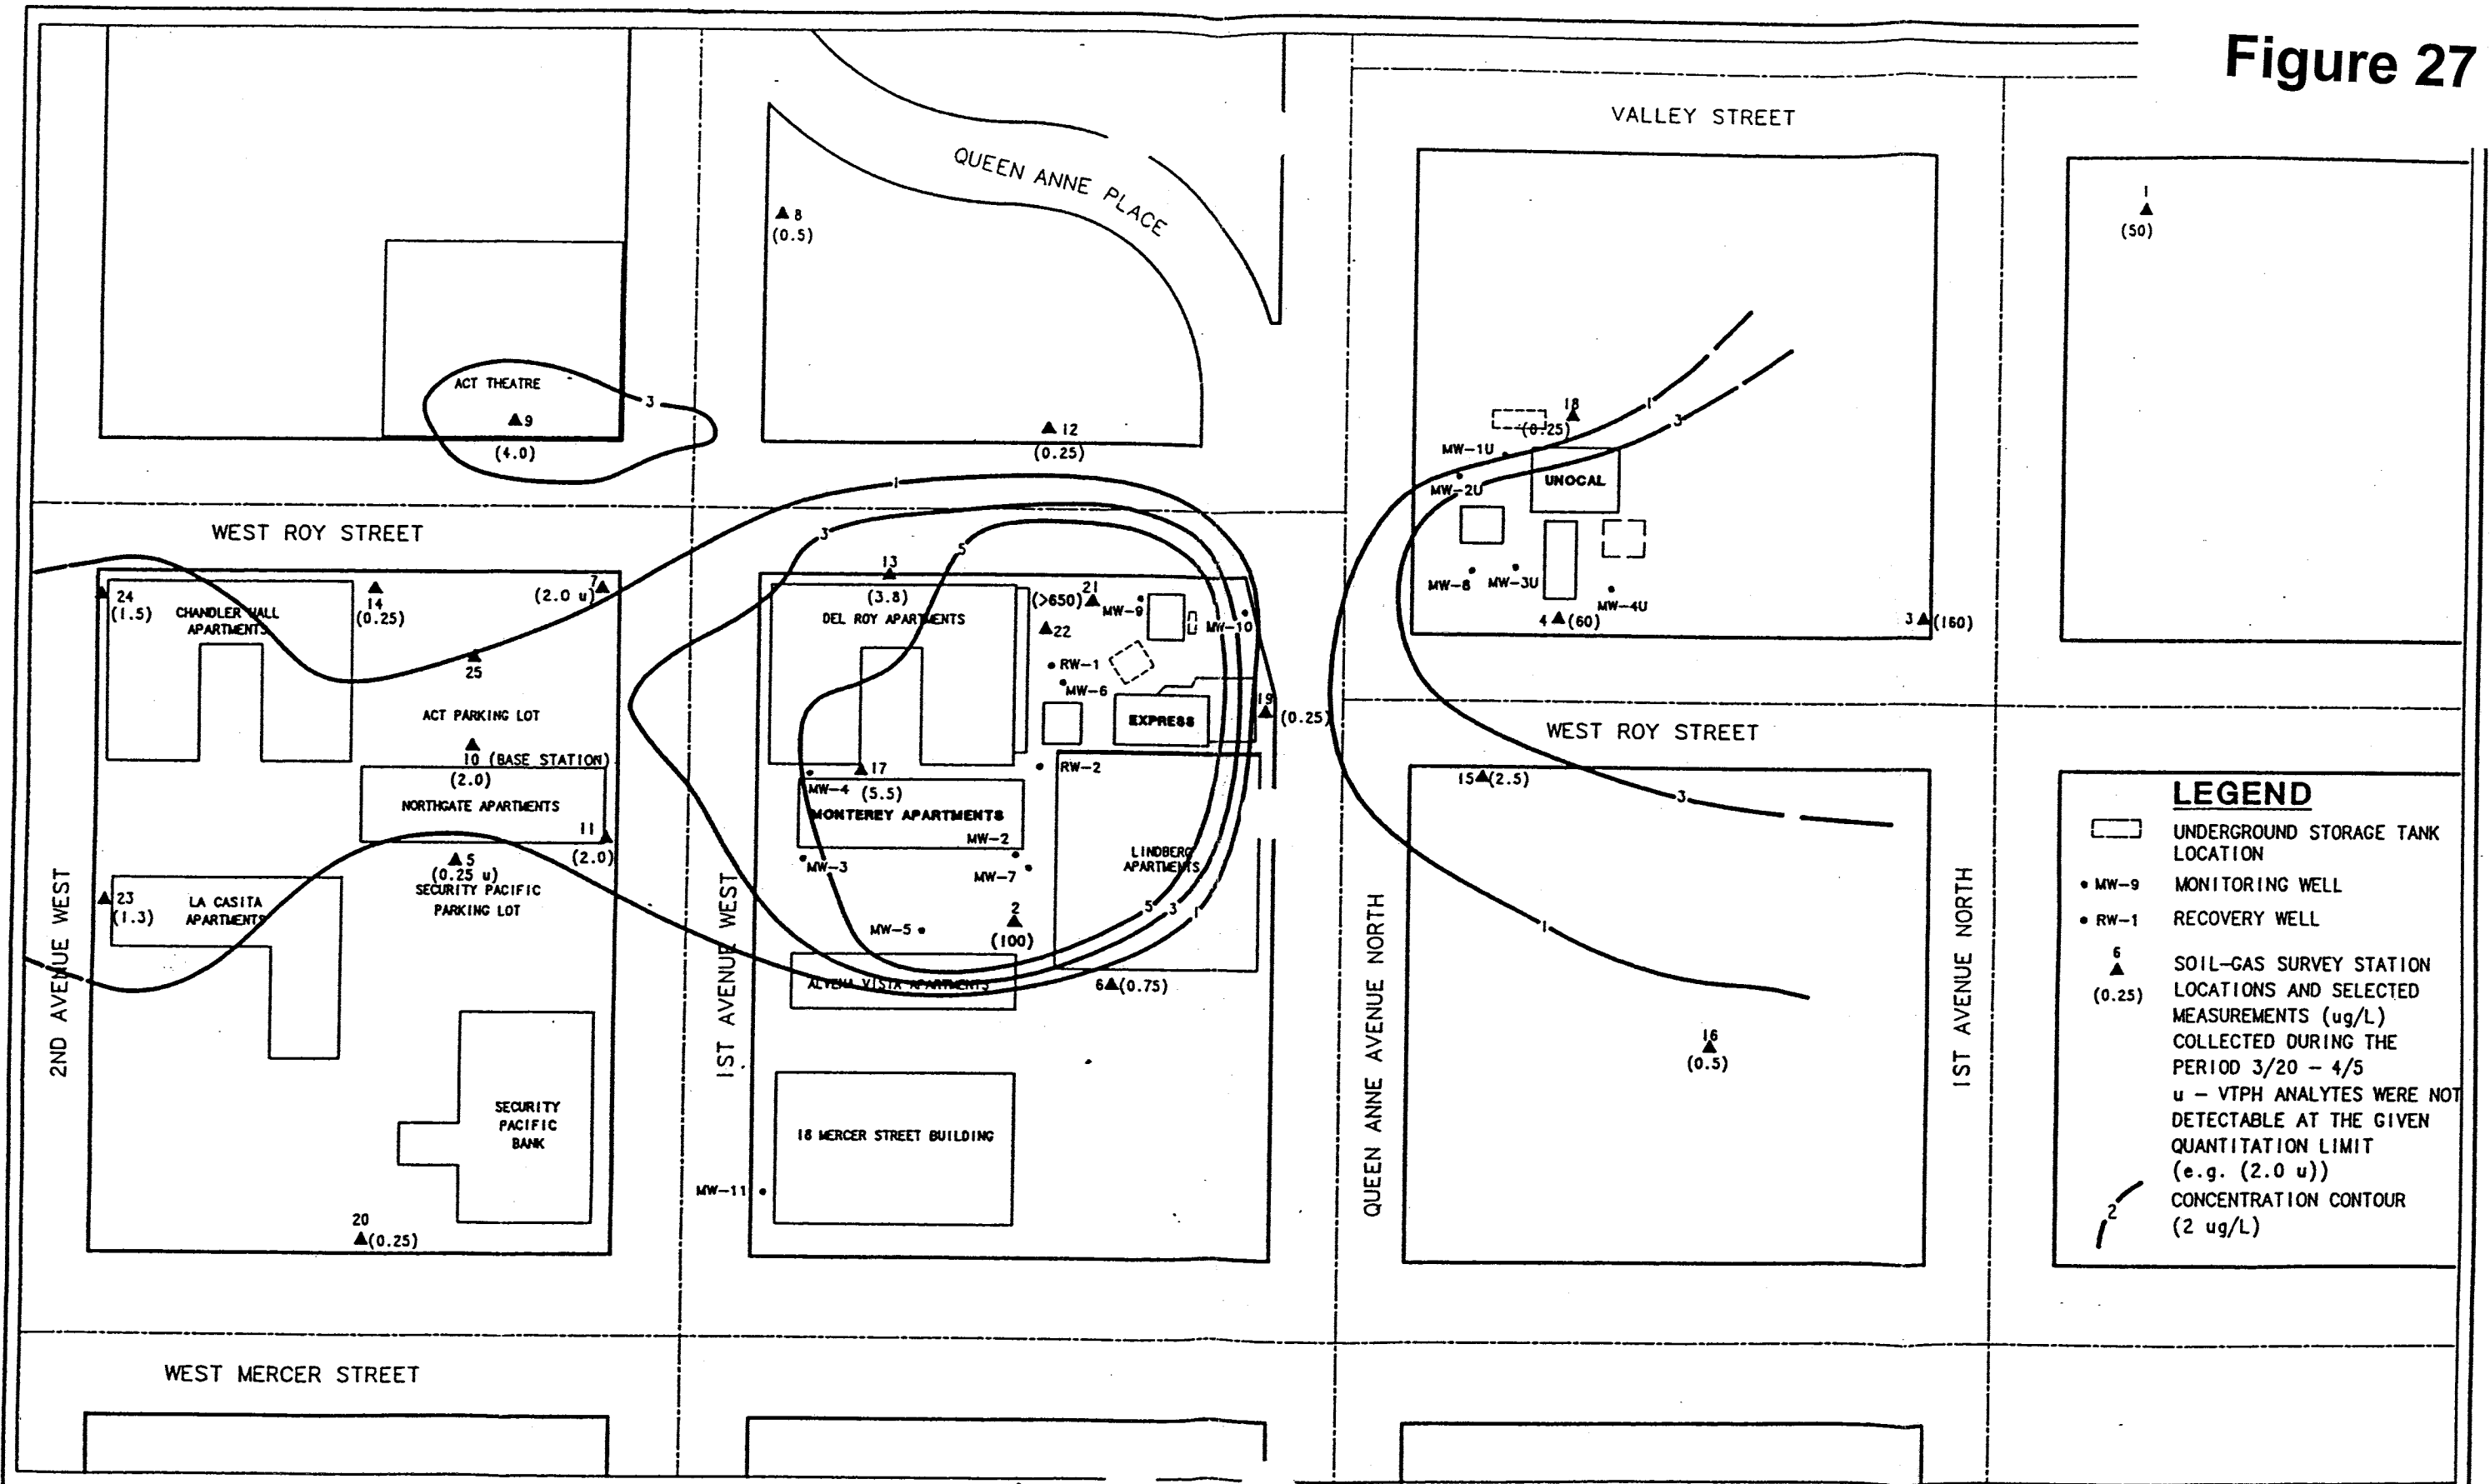 Figure 27
VALLEY STREET
QUEEN ANNE PLACE
1
(50)
8
(0.5)
ACT THEATRE
3
9
(4.0)
12
(0.25)
18
(0.25)
1
3
MW-1U
MW-2U
UNOCAL
MW-8
MW-3U
MW-4U
4
(60)
3
(160)
WEST ROY STREET
1
3
5
24
(1.5)
CHANDLER HALL
APARTMENTS
14
(0.25)
7
(2.0 u)
25
ACT PARKING LOT
10 (BASE STATION)
(2.0)
NORTHGATE APARTMENTS
11
(2.0)
5
(0.25 u)
SECURITY PACIFIC
PARKING LOT
23
(1.3)
LA CASITA
APARTMENTS
13
(3.8)
DEL ROY APARTMENTS
21
(>650)
MW-9
MW-10
22
RW-1
MW-6
EXPRESS
19
(0.25)
RW-2
17
(5.5)
MW-4
MONTEREY APARTMENTS
MW-2
MW-3
MW-7
LINDBERG
APARTMENTS
2
(100)
MW-5
5
3
1
ALVENA VISTA APARTMENTS
6
(0.75)
WEST ROY STREET
15
(2.5)
3
1
16
(0.5)
2ND AVENUE WEST
1ST AVENUE WEST
QUEEN ANNE AVENUE NORTH
1ST AVENUE NORTH
SECURITY
PACIFIC
BANK
20
(0.25)
18 MERCER STREET BUILDING
MW-11
WEST MERCER STREET
LEGEND
UNDERGROUND STORAGE TANK
LOCATION
MW-9 MONITORING WELL
RW-1 RECOVERY WELL
6
(0.25)
SOIL-GAS SURVEY STATION
LOCATIONS AND SELECTED
MEASUREMENTS (ug/L)
COLLECTED DURING THE
PERIOD 3/20 - 4/5
u - VTPH ANALYTES WERE NOT
DETECTABLE AT THE GIVEN
QUANTITATION LIMIT
(e.g. (2.0 u))
2
CONCENTRATION CONTOUR
(2 ug/L)